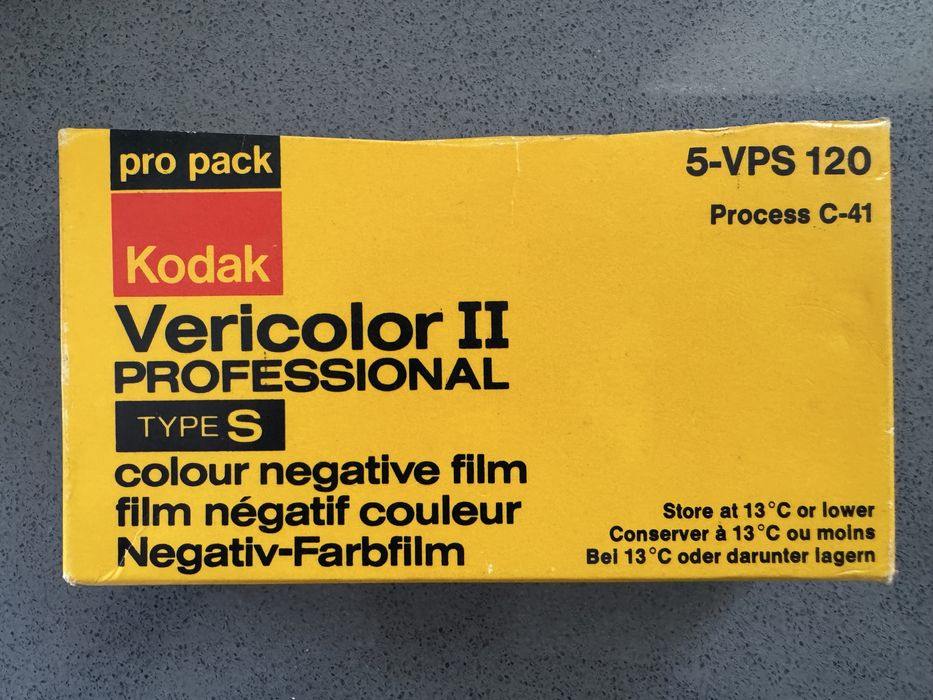 pro pack
Kodak
5-VPS 120
Process C-41
Vericolor II
PROFESSIONAL
TYPE S
colour negative film
film négatif couleur
Negativ-Farbfilm
Store at 13°C or lower
Conserver à 13°C ou moins
Bei 13°C oder darunter lagern